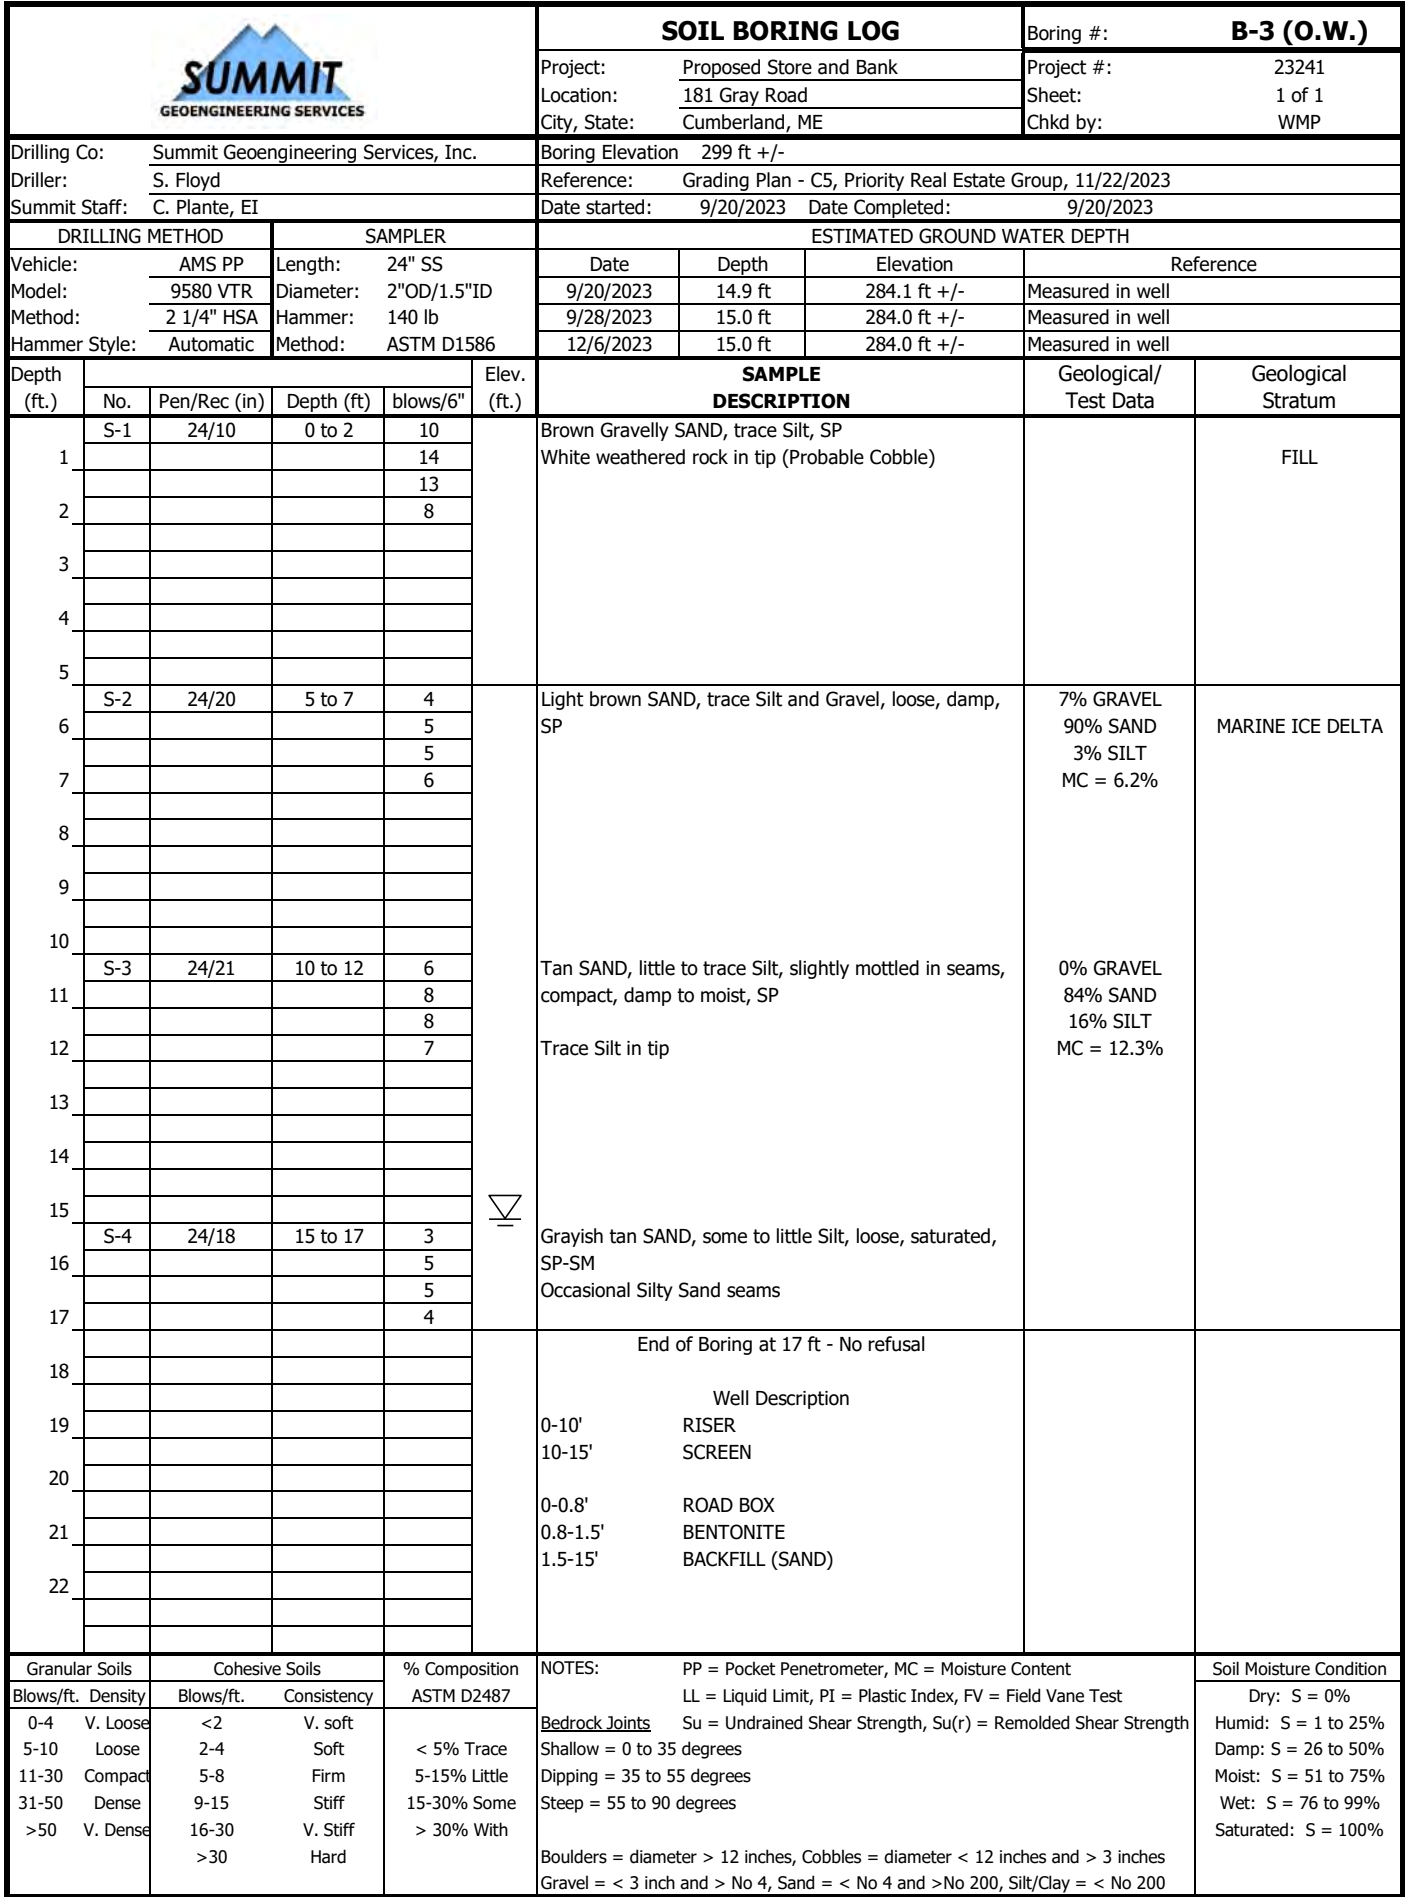 SUMMIT
GEOENGINEERING SERVICES
SOIL BORING LOG
Boring #: B-3 (O.W.)
Project: Proposed Store and Bank Project #: 23241
Location: 181 Gray Road Sheet: 1 of 1
City, State: Cumberland, ME Chkd by: WMP
Drilling Co: Summit Geoengineering Services, Inc. Boring Elevation 299 ft +/-
Driller: S. Floyd Reference: Grading Plan - C5, Priority Real Estate Group, 11/22/2023
Summit Staff: C. Plante, EI Date started: 9/20/2023 Date Completed: 9/20/2023
DRILLING METHOD SAMPLER ESTIMATED GROUND WATER DEPTH
Vehicle: AMS PP Length: 24" SS Date Depth Elevation Reference
Model: 9580 VTR Diameter: 2"OD/1.5"ID 9/20/2023 14.9 ft 284.1 ft +/- Measured in well
Method: 2 1/4" HSA Hammer: 140 lb 9/28/2023 15.0 ft 284.0 ft +/- Measured in well
Hammer Style: Automatic Method: ASTM D1586 12/6/2023 15.0 ft 284.0 ft +/- Measured in well
Depth Elev. SAMPLE Geological/ Geological
(ft.) No. Pen/Rec (in) Depth (ft) blows/6" (ft.) DESCRIPTION Test Data Stratum
S-1 24/10 0 to 2 10 Brown Gravelly SAND, trace Silt, SP
1 14 White weathered rock in tip (Probable Cobble) FILL
13
2 8
3
4
5
S-2 24/20 5 to 7 4 Light brown SAND, trace Silt and Gravel, loose, damp, 7% GRAVEL
6 5 SP 90% SAND MARINE ICE DELTA
5 3% SILT
7 6 MC = 6.2%
8
9
10
S-3 24/21 10 to 12 6 Tan SAND, little to trace Silt, slightly mottled in seams, 0% GRAVEL
11 8 compact, damp to moist, SP 84% SAND
8 16% SILT
12 7 Trace Silt in tip MC = 12.3%
13
14
15
S-4 24/18 15 to 17 3 Grayish tan SAND, some to little Silt, loose, saturated,
16 5 SP-SM
5 Occasional Silty Sand seams
17 4
End of Boring at 17 ft - No refusal
18
Well Description
19 0-10' RISER
10-15' SCREEN
20
0-0.8' ROAD BOX
21 0.8-1.5' BENTONITE
1.5-15' BACKFILL (SAND)
22
Granular Soils Cohesive Soils % Composition NOTES: PP = Pocket Penetrometer, MC = Moisture Content Soil Moisture Condition
Blows/ft. Density Blows/ft. Consistency ASTM D2487 LL = Liquid Limit, PI = Plastic Index, FV = Field Vane Test Dry: S = 0%
0-4 V. Loose <2 V. soft Bedrock Joints Su = Undrained Shear Strength, Su(r) = Remolded Shear Strength Humid: S = 1 to 25%
5-10 Loose 2-4 Soft < 5% Trace Shallow = 0 to 35 degrees Damp: S = 26 to 50%
11-30 Compact 5-8 Firm 5-15% Little Dipping = 35 to 55 degrees Moist: S = 51 to 75%
31-50 Dense 9-15 Stiff 15-30% Some Steep = 55 to 90 degrees Wet: S = 76 to 99%
>50 V. Dense 16-30 V. Stiff > 30% With Saturated: S = 100%
>30 Hard Boulders = diameter > 12 inches, Cobbles = diameter < 12 inches and > 3 inches
Gravel = < 3 inch and > No 4, Sand = < No 4 and >No 200, Silt/Clay = < No 200